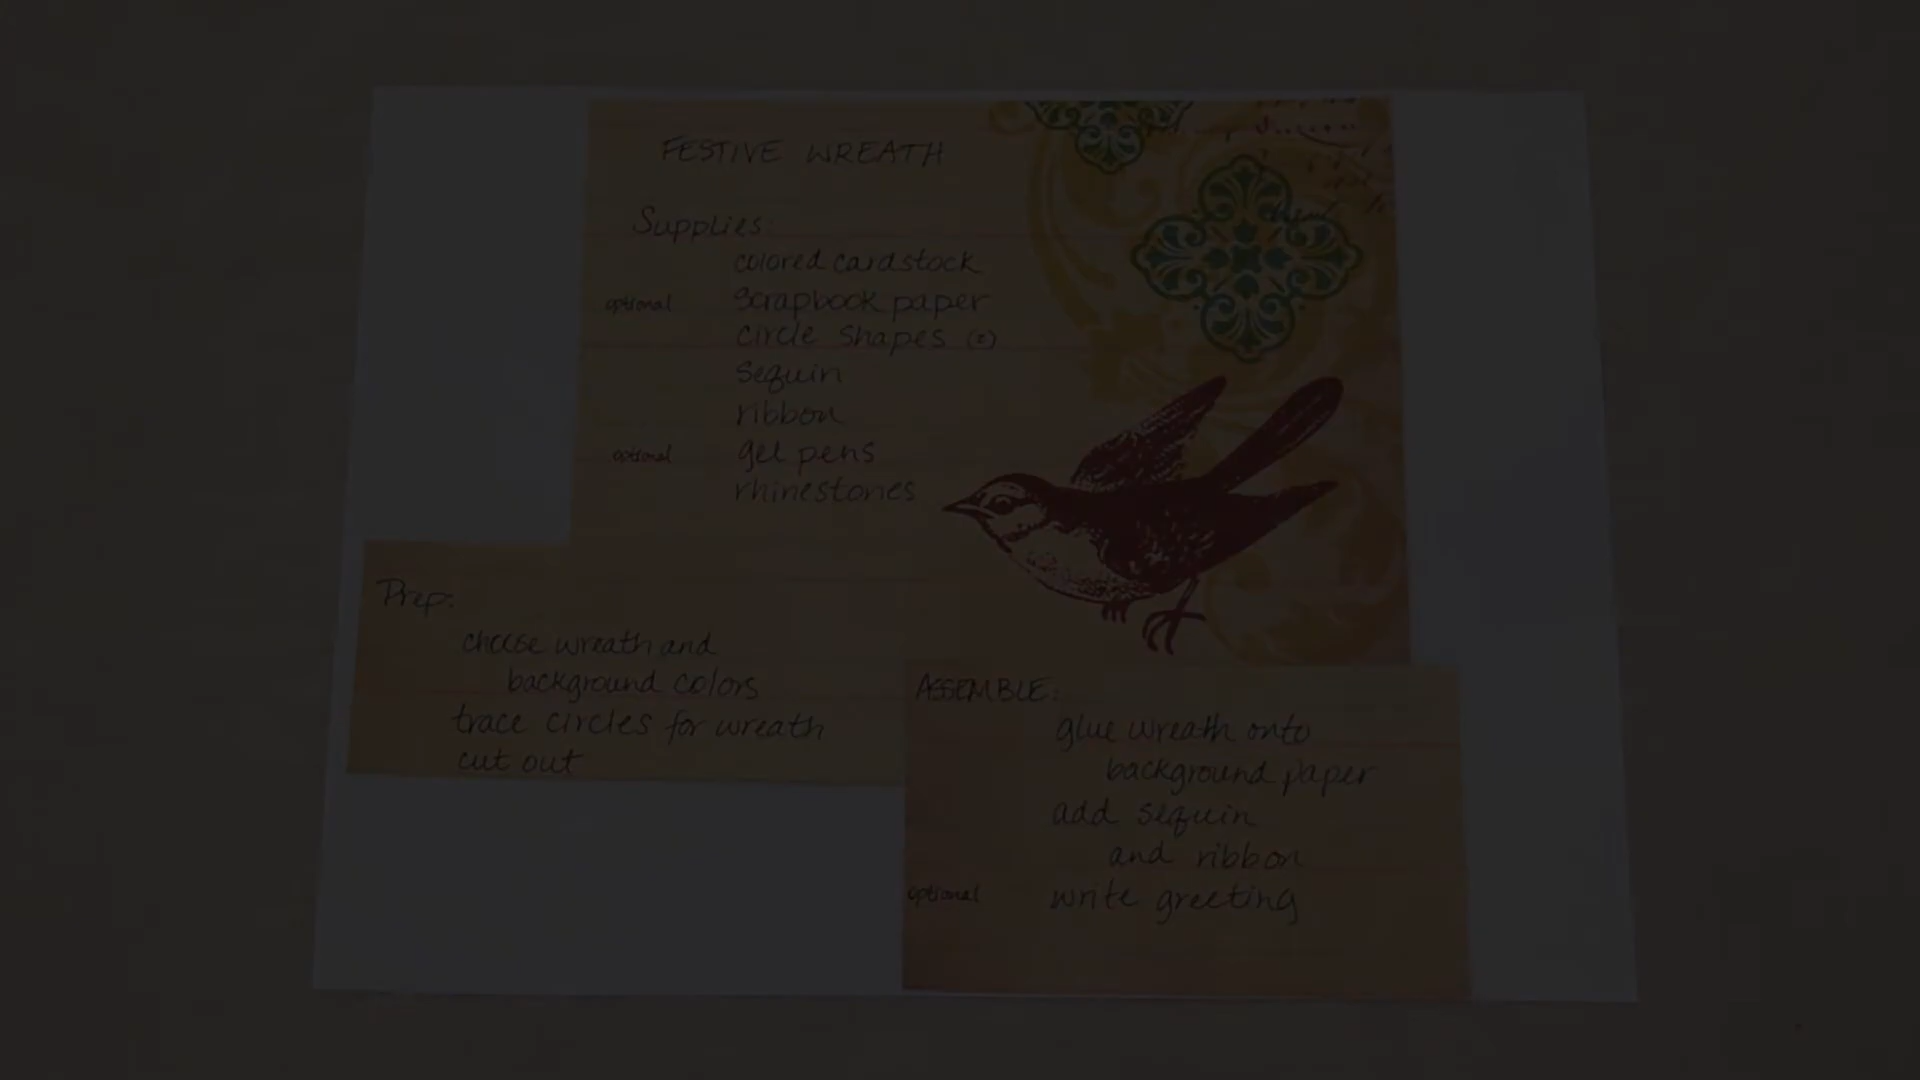 FESTIVE WREATH
Supplies:
colored cardstock
optional scrapbook paper
circle shapes (2)
sequin
ribbon
optional gel pens
rhinestones
Prep:
choose wreath and
background colors
trace circles for wreath
cut out
ASSEMBLE:
glue wreath onto
background paper
add sequin
and ribbon
optional write greeting